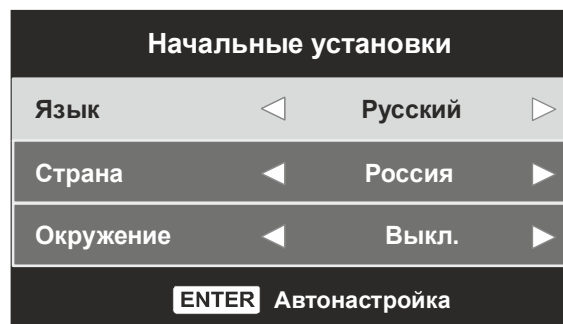 Начальные установки
Язык Русский
Страна Россия
Окружение Выкл.
ENTER Автонастройка